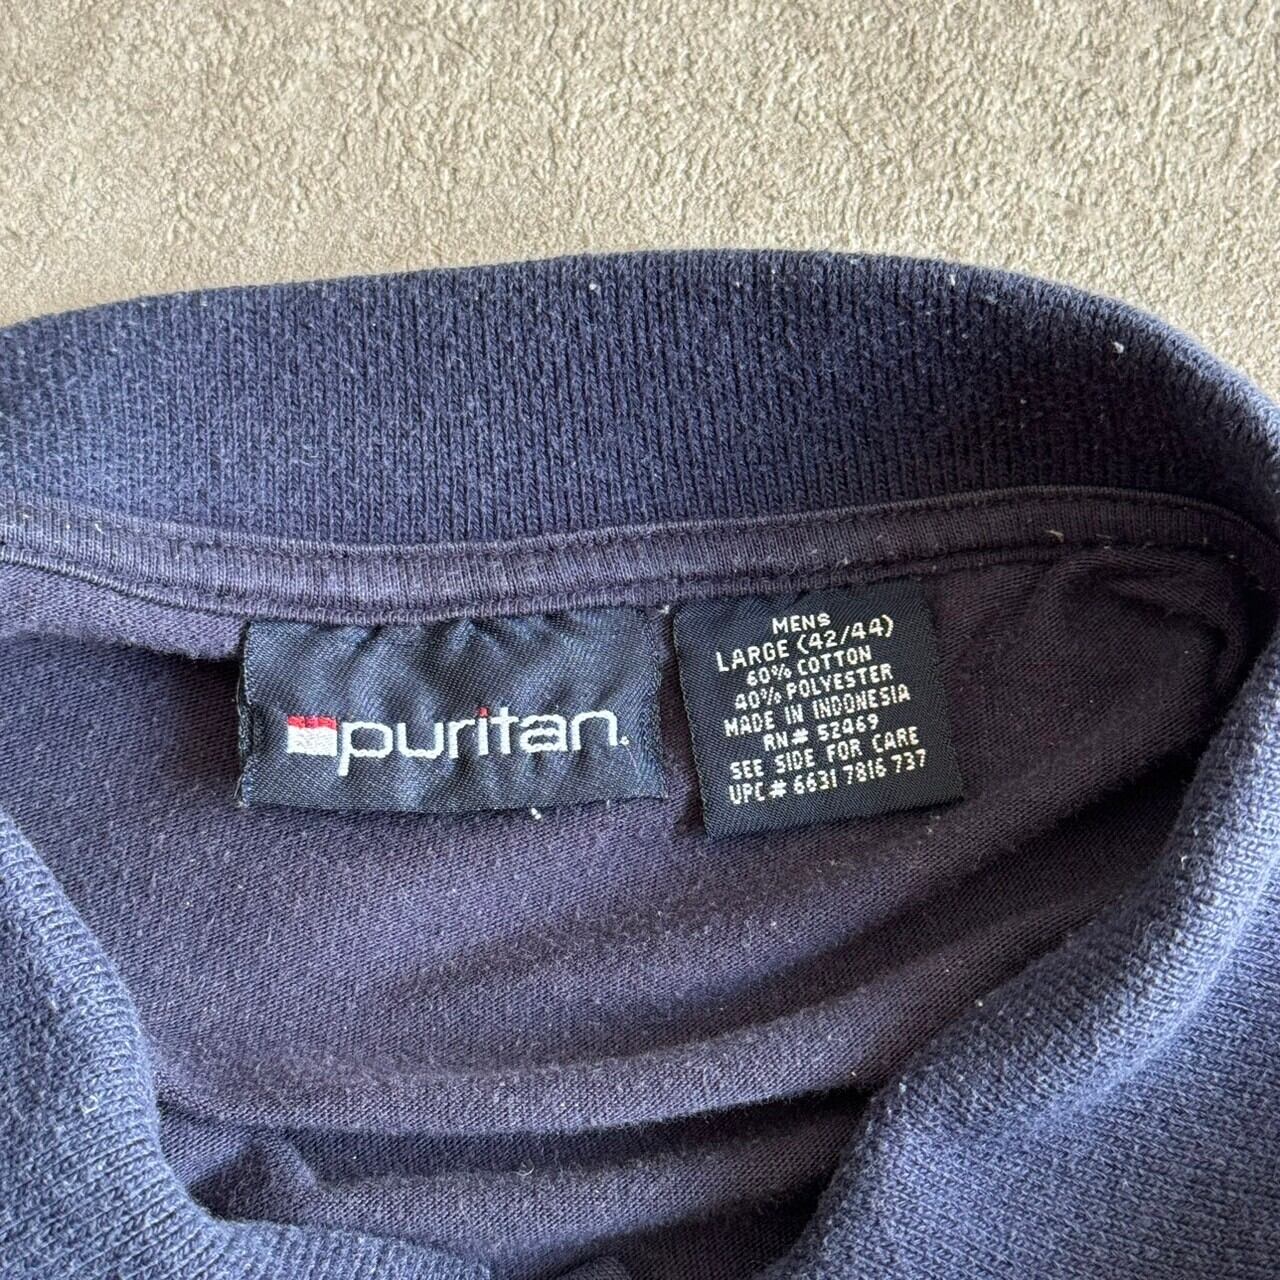 puritan.
MENS
LARGE (42/44)
60% COTTON
40% POLYESTER
MADE IN INDONESIA
RN# 52469
SEE SIDE FOR CARE
UPC# 6631 7816 737